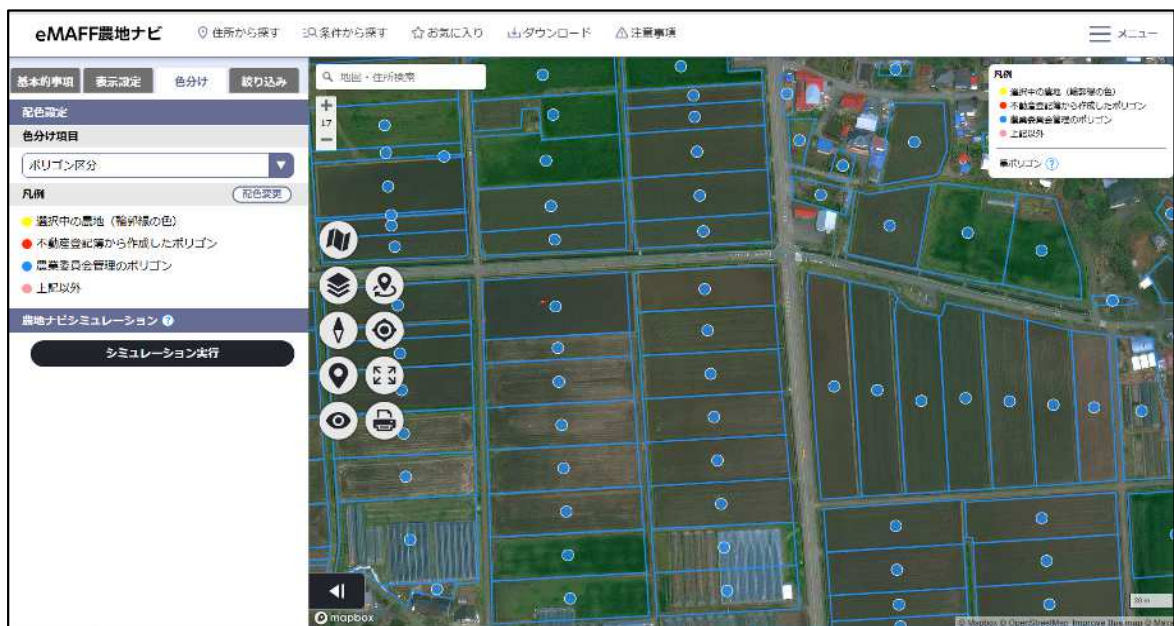 eMAFF農地ナビ
住所から探す
条件から探す
お気に入り
ダウンロード
注意事項
メニュー
基本的事項
表示設定
色分け
絞り込み
配色設定
色分け項目
ポリゴン区分
凡例
配色変更
選択中の農地（輪郭線の色）
不動産登記簿から作成したポリゴン
農業委員会管理のポリゴン
上記以外
農地ナビシミュレーション ?
シミュレーション実行
地図・住所検索
+
17
−
凡例
選択中の農地（輪郭線の色）
不動産登記簿から作成したポリゴン
農業委員会管理のポリゴン
上記以外
筆ポリゴン ?
mapbox
© Mapbox © OpenStreetMap Improve this map